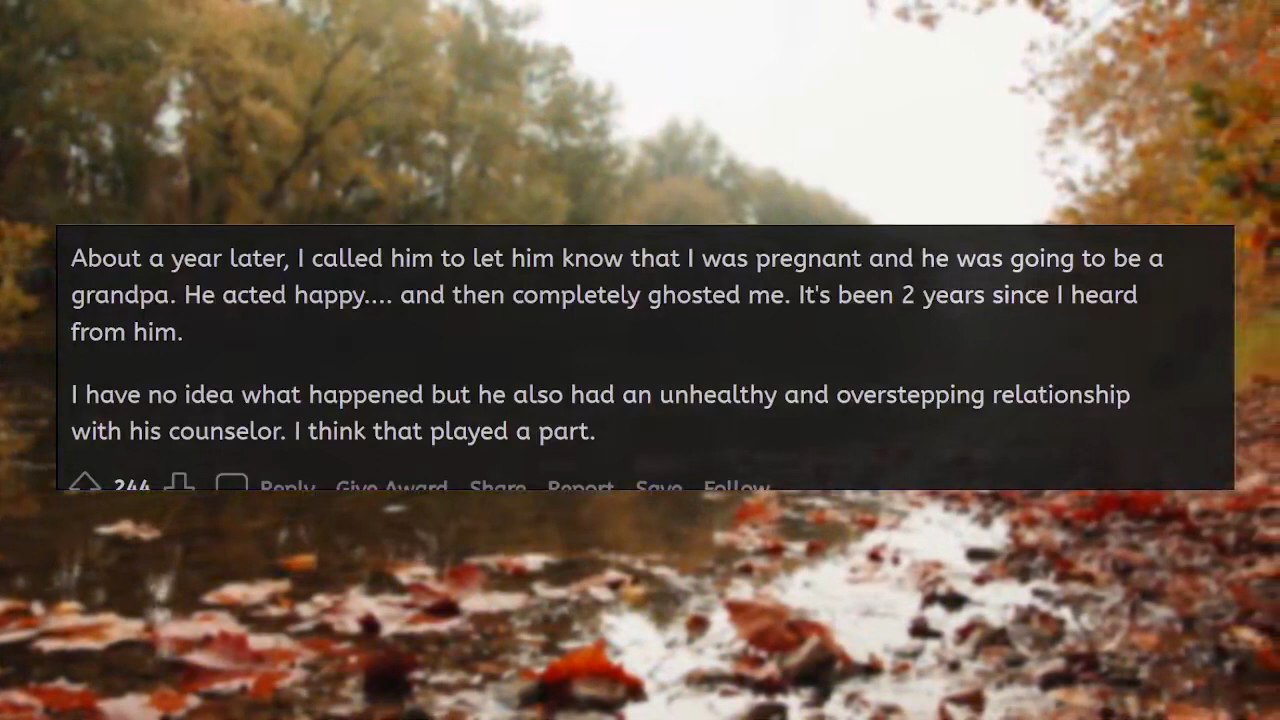 About a year later, I called him to let him know that I was pregnant and he was going to be a
grandpa. He acted happy.... and then completely ghosted me. It's been 2 years since I heard
from him.
I have no idea what happened but he also had an unhealthy and overstepping relationship
with his counselor. I think that played a part.
244 Reply Give Award Share Report Save Follow